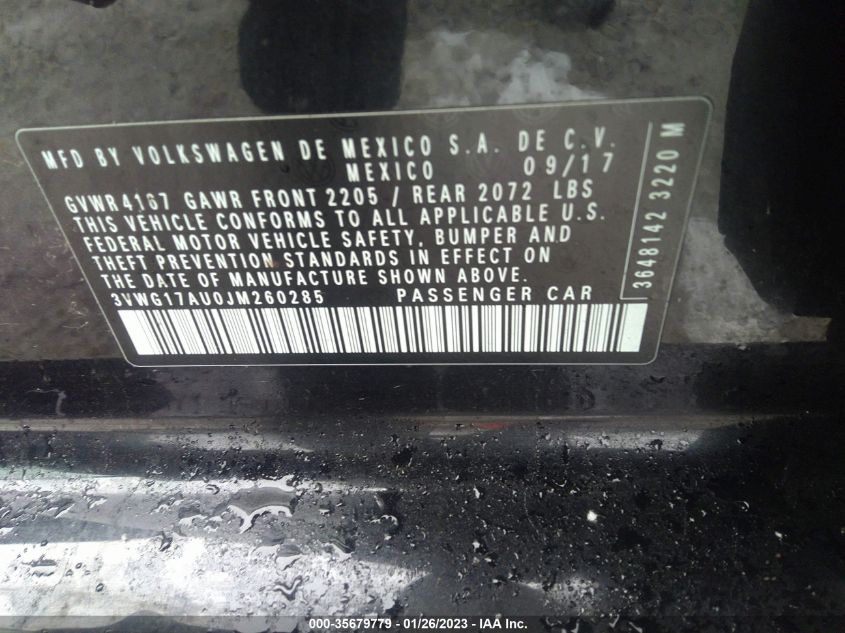 MFD BY VOLKSWAGEN DE MEXICO S.A. DE C.V.
MEXICO 09/17
GVWR 4167 GAWR FRONT 2205 / REAR 2072 LBS
THIS VEHICLE CONFORMS TO ALL APPLICABLE U.S.
FEDERAL MOTOR VEHICLE SAFETY, BUMPER AND
THEFT PREVENTION STANDARDS IN EFFECT ON
THE DATE OF MANUFACTURE SHOWN ABOVE.
3VWG17AU0JM260285 PASSENGER CAR
3648142 3220 M
000-35679779 - 01/26/2023 - IAA Inc.